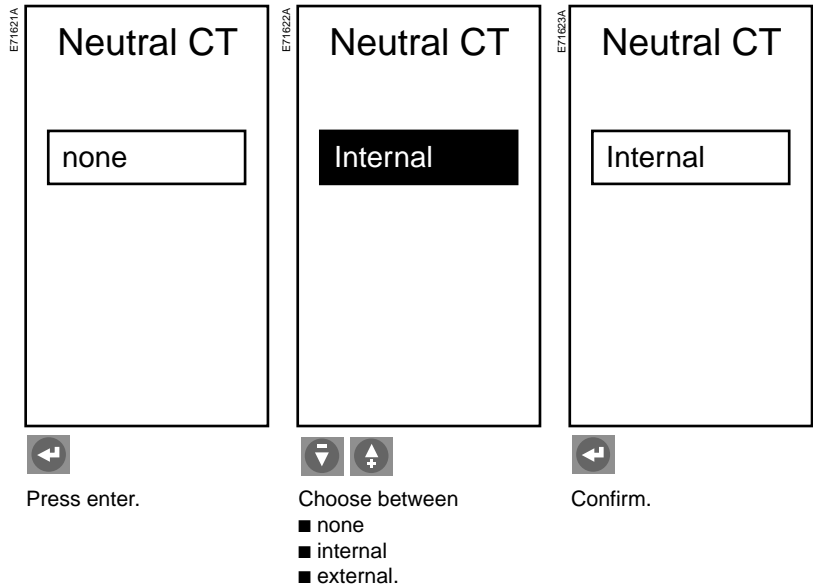 E71621A
Neutral CT
none
Press enter.
E71622A
Neutral CT
Internal
Choose between
■ none
■ internal
■ external.
E71623A
Neutral CT
Internal
Confirm.